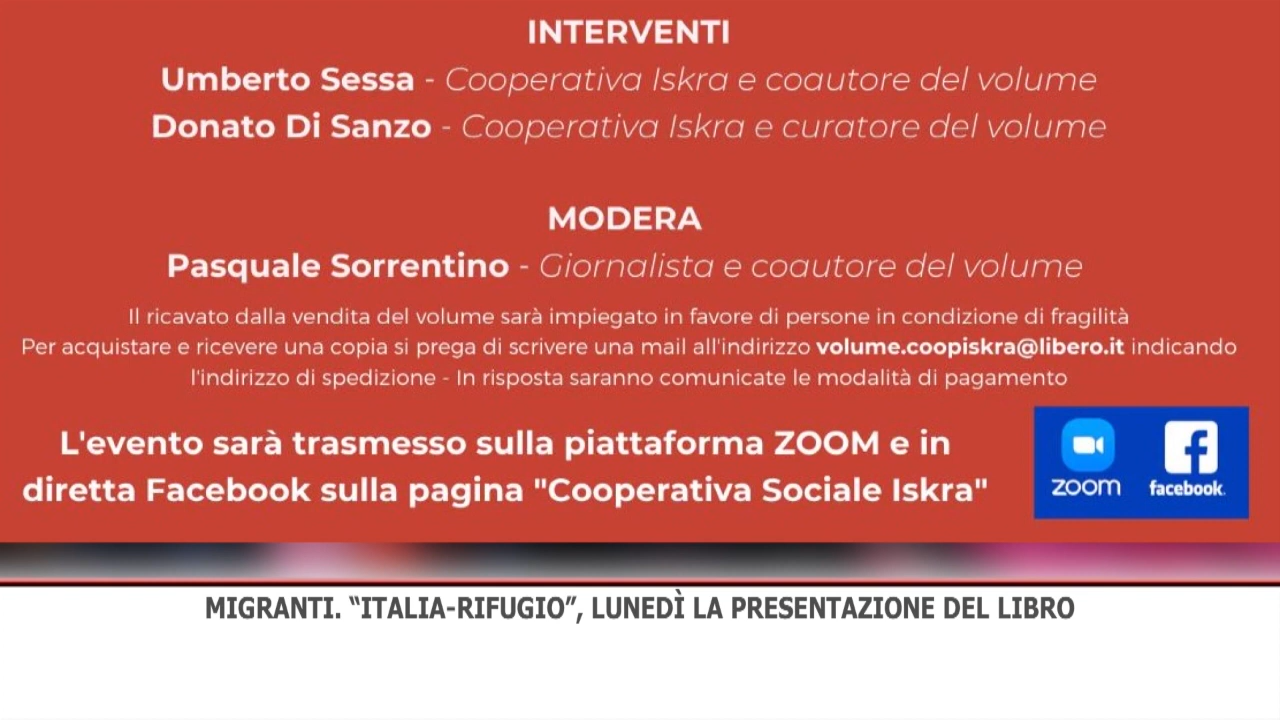 INTERVENTI
Umberto Sessa - Cooperativa Iskra e coautore del volume
Donato Di Sanzo - Cooperativa Iskra e curatore del volume
MODERA
Pasquale Sorrentino - Giornalista e coautore del volume
Il ricavato dalla vendita del volume sarà impiegato in favore di persone in condizione di fragilità
Per acquistare e ricevere una copia si prega di scrivere una mail all'indirizzo volume.coopiskra@libero.it indicando
l'indirizzo di spedizione - In risposta saranno comunicate le modalità di pagamento
L'evento sarà trasmesso sulla piattaforma ZOOM e in
diretta Facebook sulla pagina "Cooperativa Sociale Iskra"
zoom facebook.
MIGRANTI. “ITALIA-RIFUGIO”, LUNEDÌ LA PRESENTAZIONE DEL LIBRO